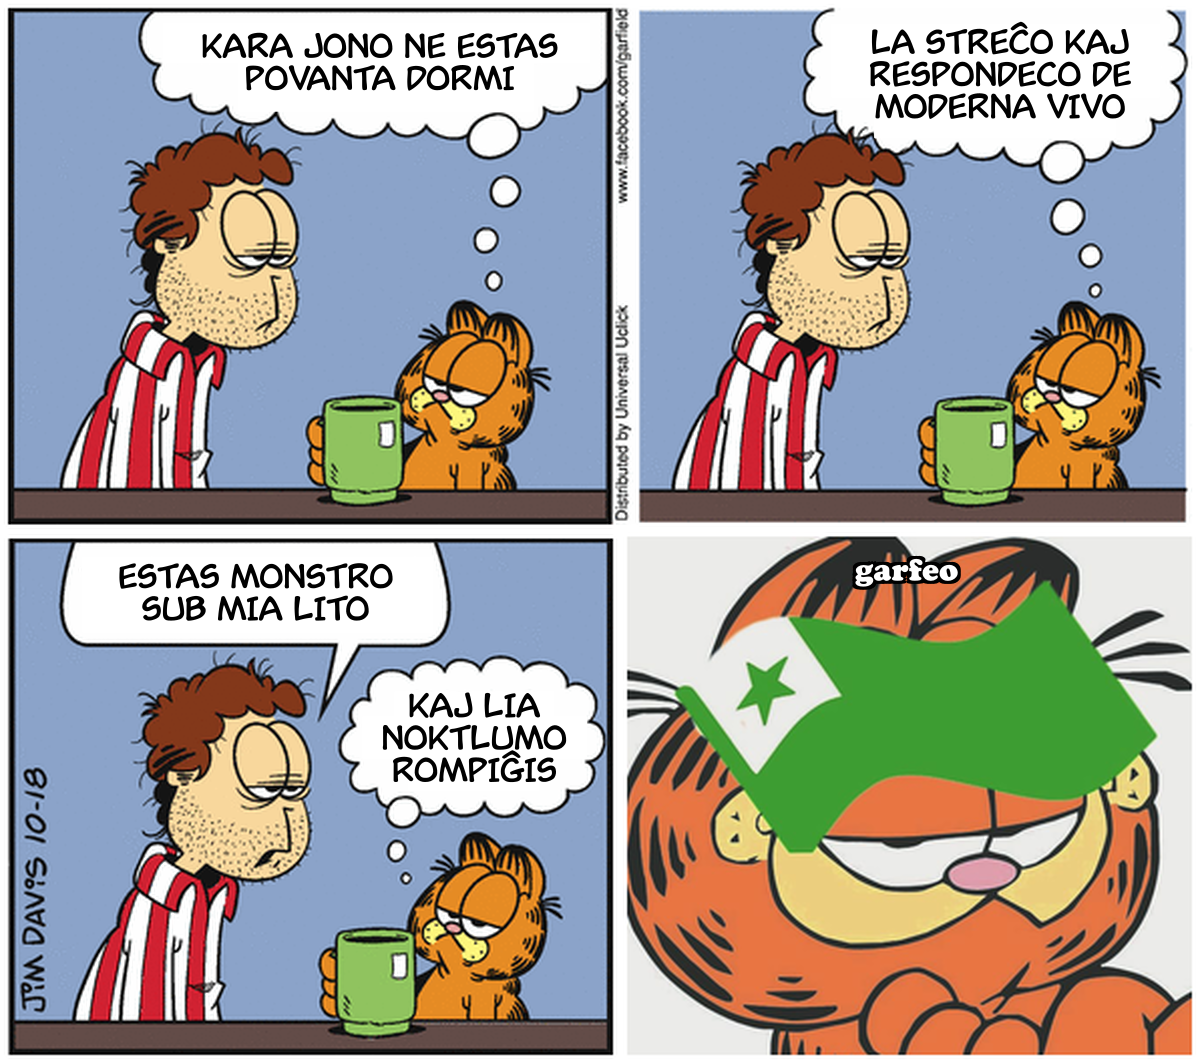 KARA JONO NE ESTAS
POVANTA DORMI
www.facebook.com/garfield
Distributed by Universal Uclick
LA STREĈO KAJ
RESPONDECO DE
MODERNA VIVO
ESTAS MONSTRO
SUB MIA LITO
KAJ LIA
NOKTLUMO
ROMPIĜIS
JIM DAVIS 10-18
garfeo